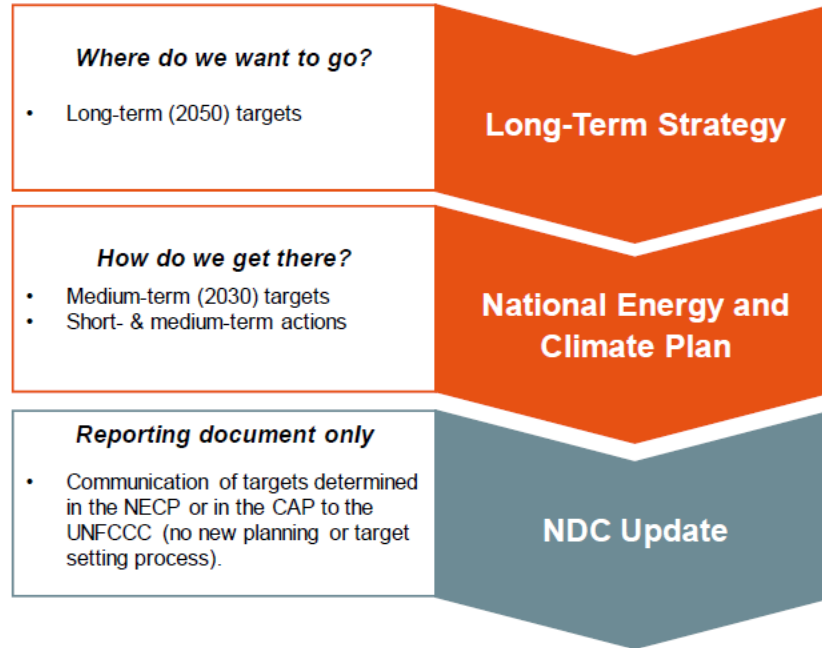 Where do we want to go?
• Long-term (2050) targets
Long-Term Strategy
How do we get there?
• Medium-term (2030) targets
• Short- & medium-term actions
National Energy and
Climate Plan
Reporting document only
• Communication of targets determined
in the NECP or in the CAP to the
UNFCCC (no new planning or target
setting process).
NDC Update